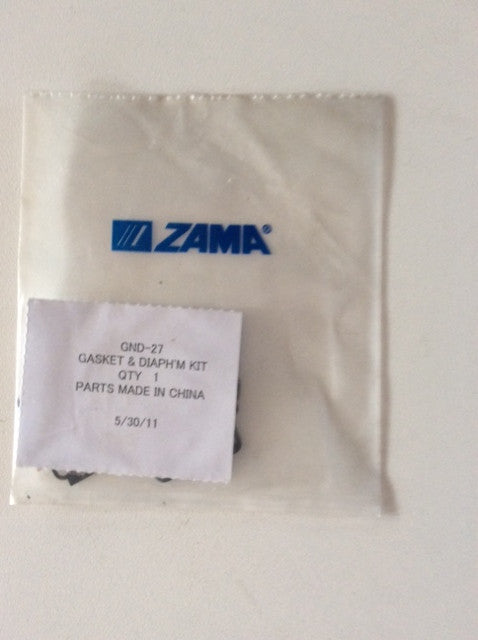 ZAMA®
GND-27
GASKET & DIAPH'M KIT
QTY 1
PARTS MADE IN CHINA
5/30/11